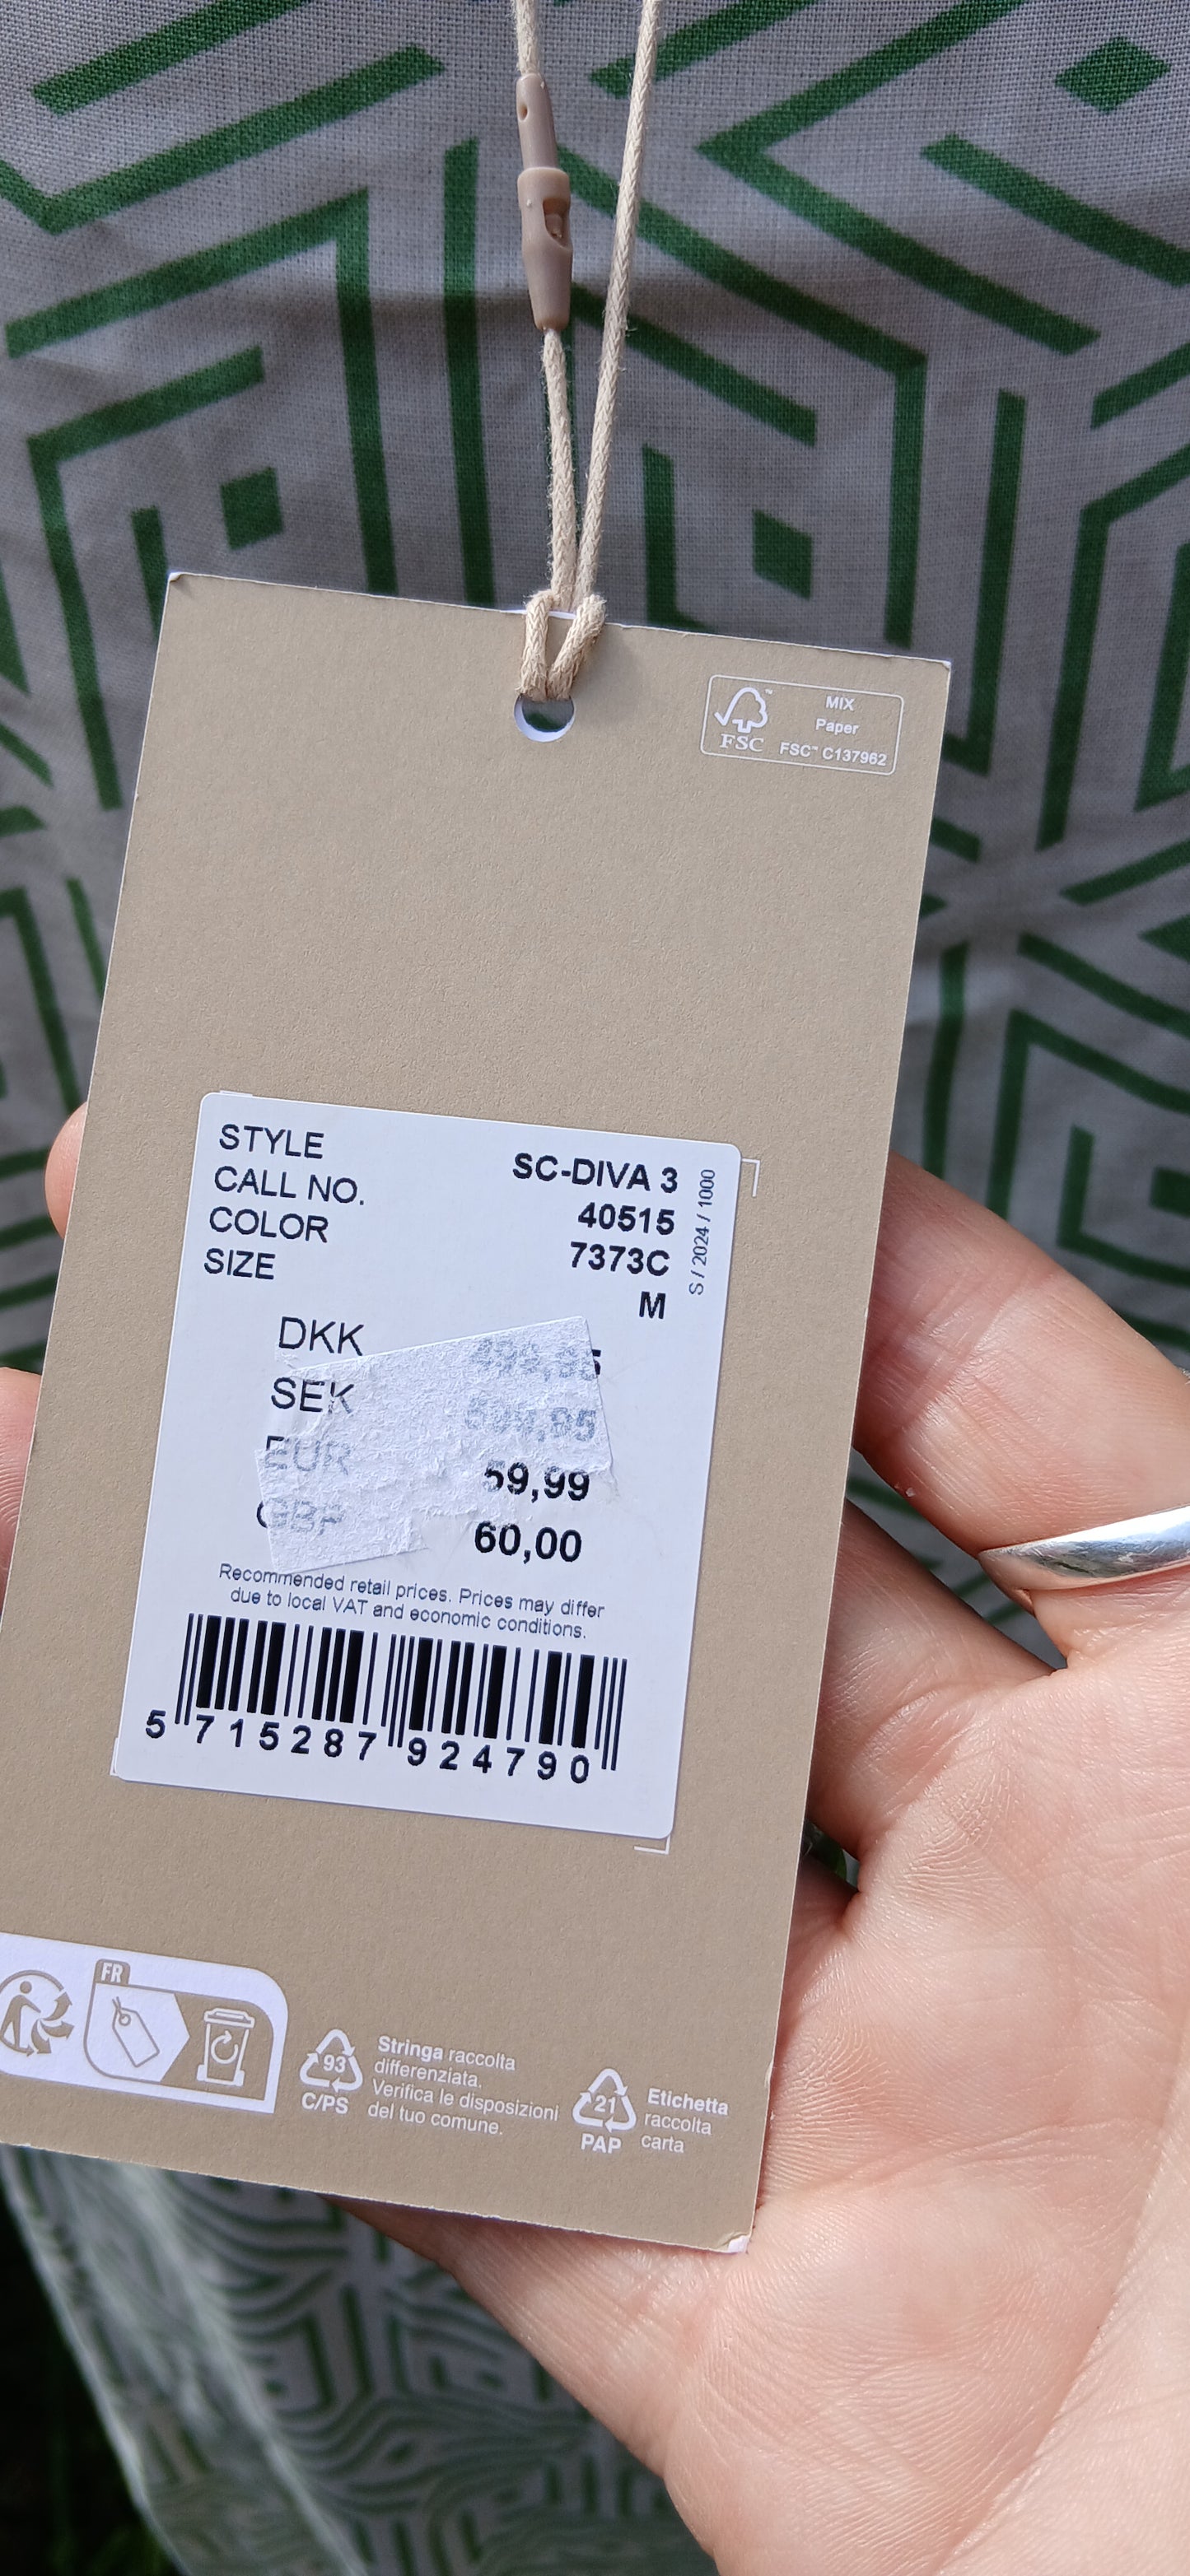 FSC™
MIX
Paper
FSC™ C137962
STYLE SC-DIVA 3
CALL NO. 40515
COLOR 7373C
SIZE M
S / 2024 / 1000
DKK
SEK
EUR 59,99
GBP 60,00
Recommended retail prices. Prices may differ
due to local VAT and economic conditions.
5 715287 924790
FR
93
C/PS
Stringa raccolta
differenziata.
Verifica le disposizioni
del tuo comune.
21
PAP
Etichetta
raccolta
carta